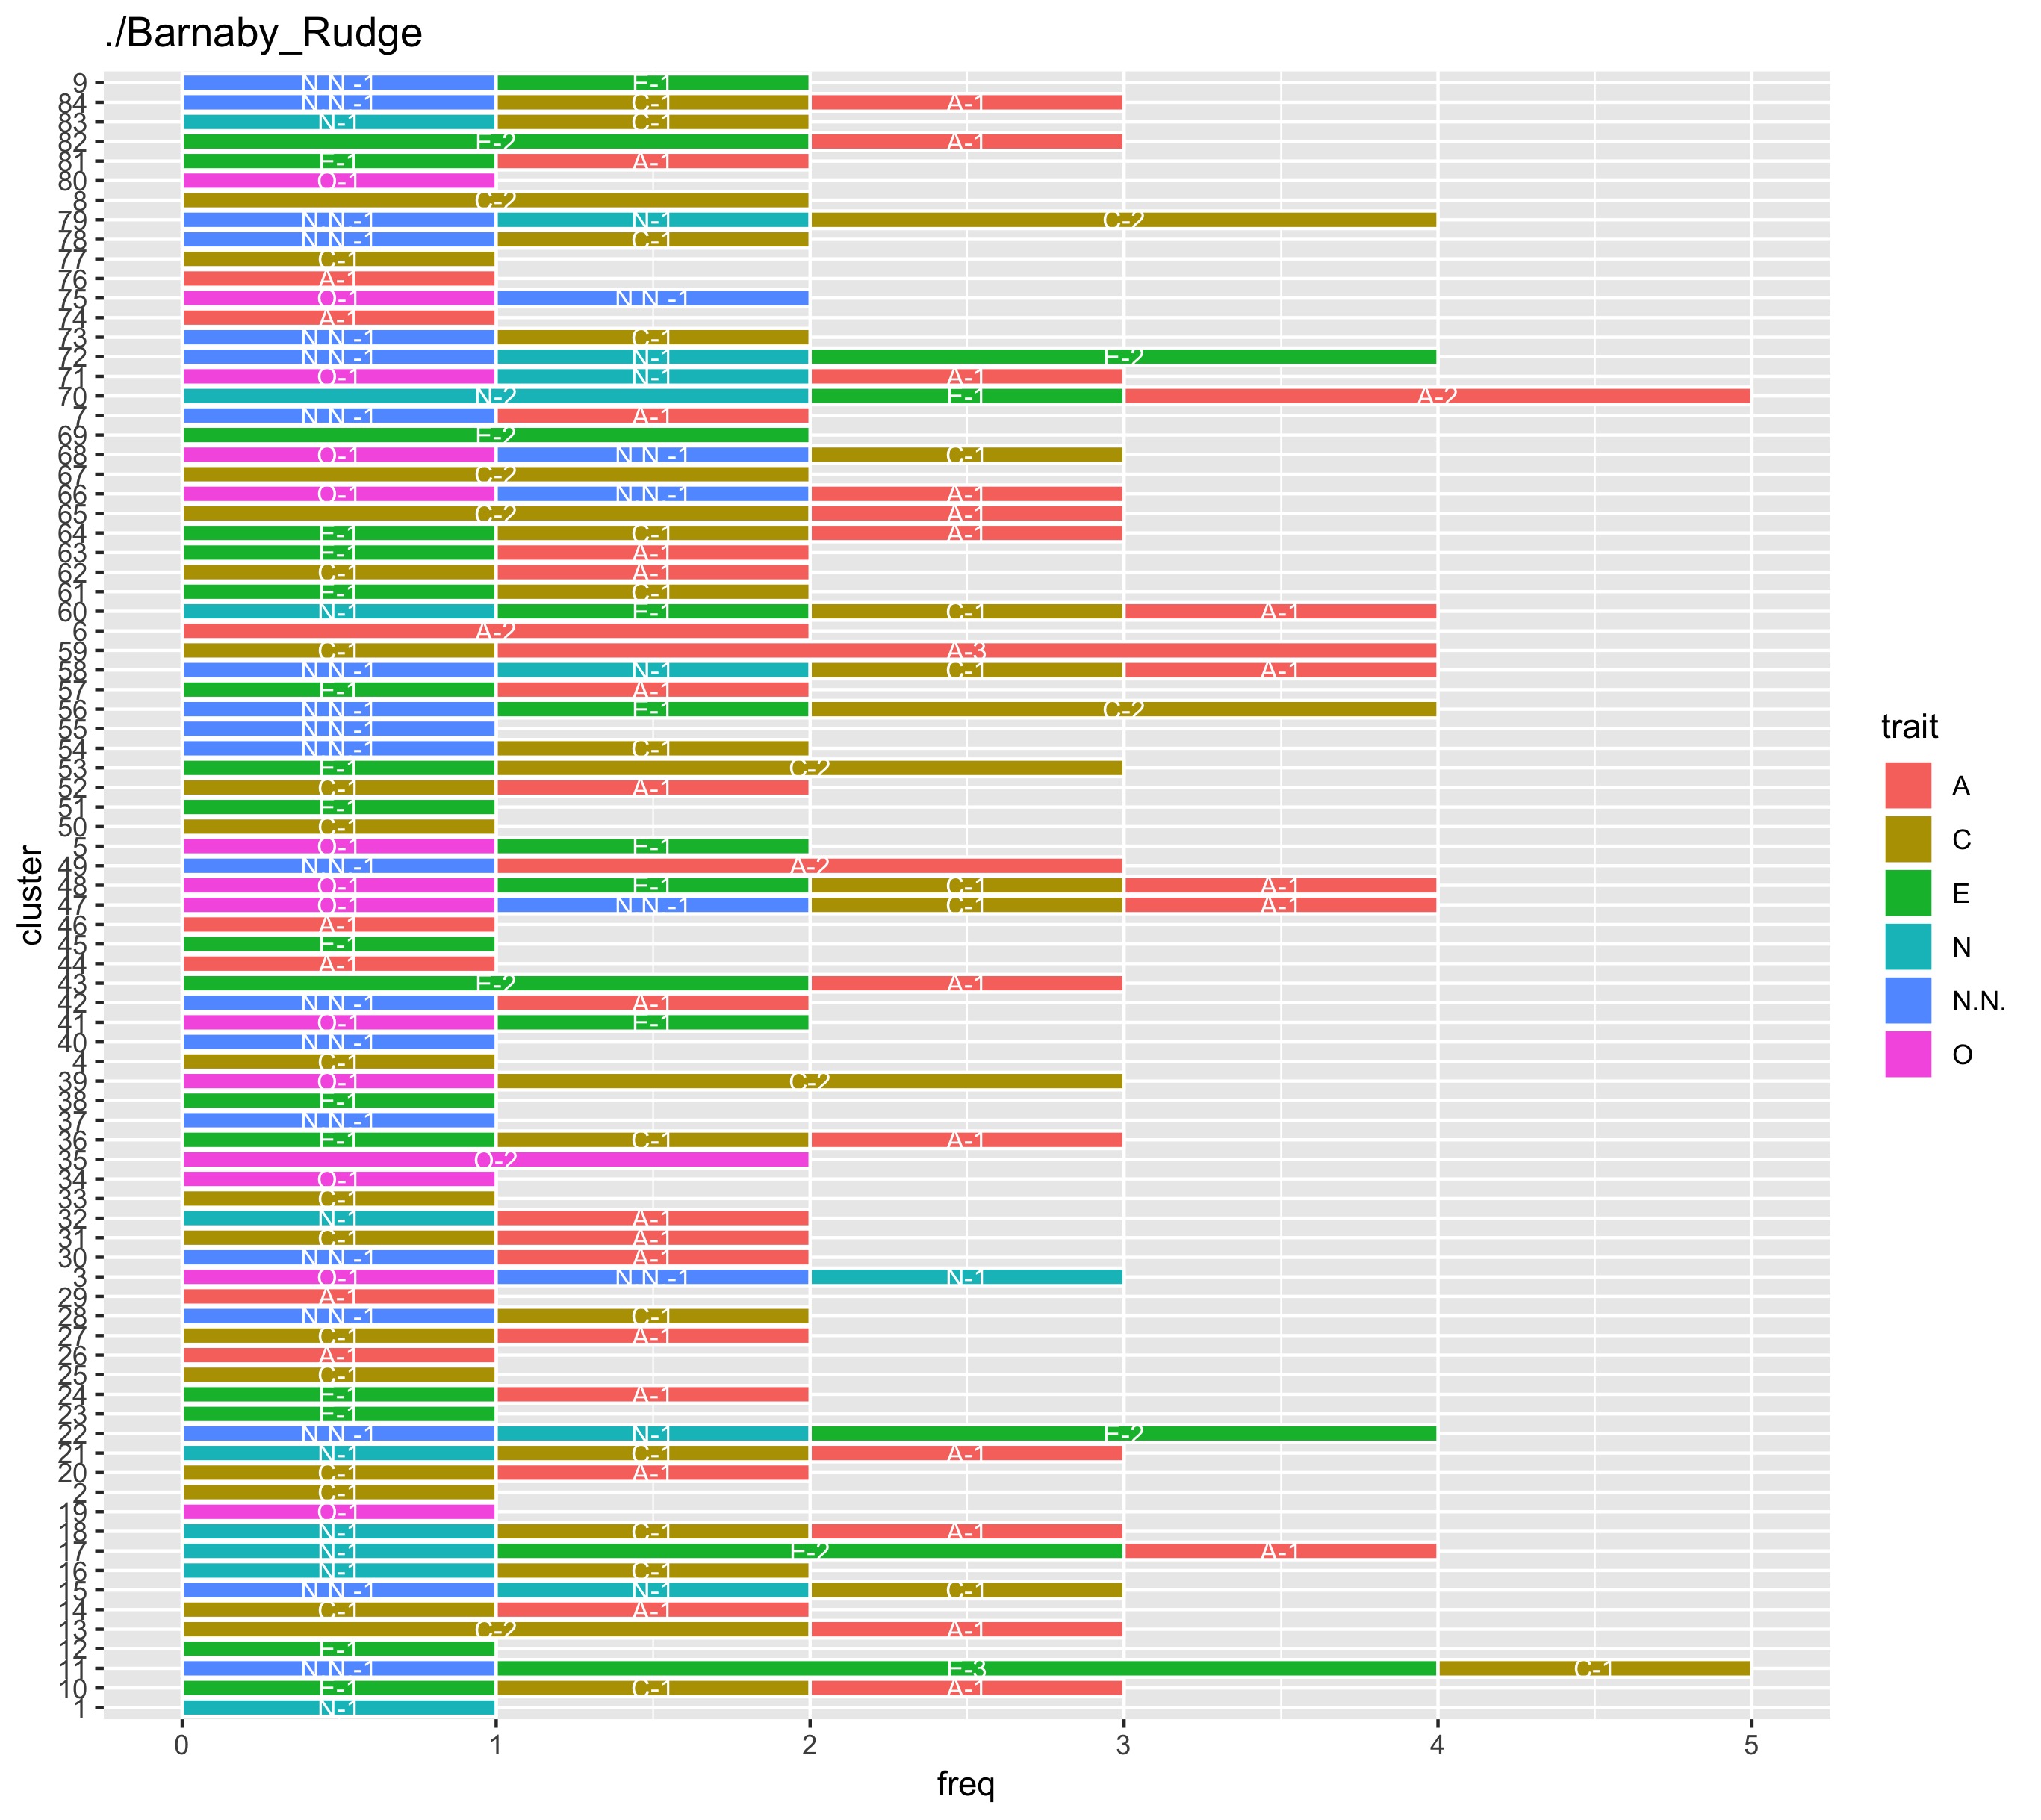 ./Barnaby_Rudge
9 N.N.-1 E-1
84 N.N.-1 C-1 A-1
83 N-1 C-1
82 E-2 A-1
81 E-1 A-1
80 O-1
8 C-2
79 N.N.-1 N-1 C-2
78 N.N.-1 C-1
77 C-1
76 A-1
75 O-1 N.N.-1
74 A-1
73 N.N.-1 C-1
72 N.N.-1 N-1 E-2
71 O-1 N-1 A-1
70 N-2 E-1 A-2
7 N.N.-1 A-1
69 E-2
68 O-1 N.N.-1 C-1
67 C-2
66 O-1 N.N.-1 A-1
65 C-2 A-1
64 E-1 C-1 A-1
63 E-1 A-1
62 C-1 A-1
61 E-1 C-1
60 N-1 E-1 C-1 A-1
6 A-2
59 C-1 A-3
58 N.N.-1 N-1 C-1 A-1
57 E-1 A-1
56 N.N.-1 E-1 C-2
55 N.N.-1
54 N.N.-1 C-1
53 E-1 C-2
52 C-1 A-1
51 E-1
50 C-1
5 O-1 E-1
49 N.N.-1 A-2
48 O-1 E-1 C-1 A-1
47 O-1 N.N.-1 C-1 A-1
46 A-1
45 E-1
44 A-1
43 E-2 A-1
42 N.N.-1 A-1
41 O-1 E-1
40 N.N.-1
4 C-1
39 O-1 C-2
38 E-1
37 N.N.-1
36 E-1 C-1 A-1
35 O-2
34 O-1
33 C-1
32 N-1 A-1
31 C-1 A-1
30 N.N.-1 A-1
3 O-1 N.N.-1 N-1
29 A-1
28 N.N.-1 C-1
27 C-1 A-1
26 A-1
25 C-1
24 E-1 A-1
23 E-1
22 N.N.-1 N-1 E-2
21 N-1 C-1 A-1
20 C-1 A-1
2 C-1
19 O-1
18 N-1 C-1 A-1
17 N-1 E-2 A-1
16 N-1 C-1
15 N.N.-1 N-1 C-1
14 C-1 A-1
13 C-2 A-1
12 E-1
11 N.N.-1 E-3 C-1
10 E-1 C-1 A-1
1 N-1
0 1 2 3 4 5
freq
cluster
trait
A
C
E
N
N.N.
O